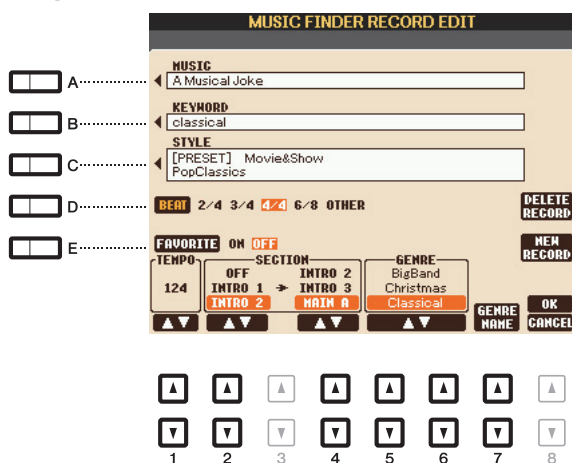 MUSIC FINDER RECORD EDIT
MUSIC
A A Musical Joke
KEYWORD
B classical
STYLE
C [PRESET] Movie&Show
PopClassics
D BEAT 2/4 3/4 4/4 6/8 OTHER
DELETE
RECORD
E FAVORITE ON OFF
NEW
RECORD
TEMPO SECTION GENRE
OFF INTRO 2 BigBand
124 INTRO 1 INTRO 3 Christmas
INTRO 2 MAIN A Classical
GENRE
NAME
OK
CANCEL
1 2 3 4 5 6 7 8